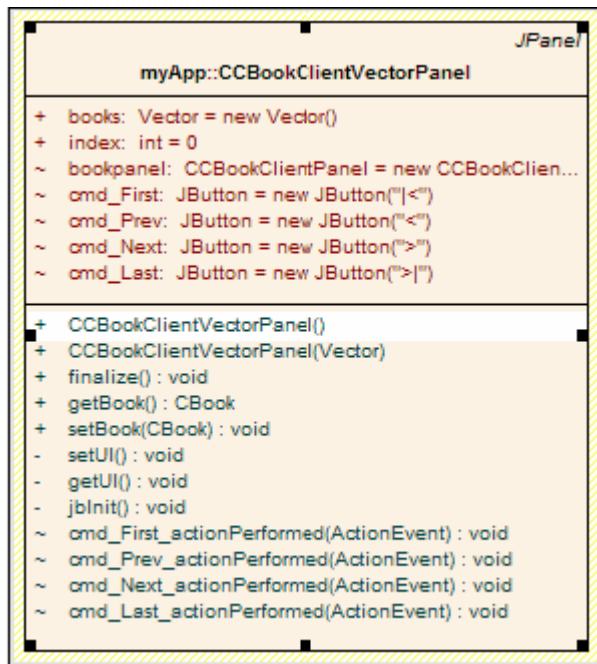 JPanel
myApp::CCBookClientVectorPanel
+ books: Vector = new Vector()
+ index: int = 0
~ bookpanel: CCBookClientPanel = new CCBookClien...
~ cmd_First: JButton = new JButton("|<")
~ cmd_Prev: JButton = new JButton("<")
~ cmd_Next: JButton = new JButton(">")
~ cmd_Last: JButton = new JButton(">|")
+ CCBookClientVectorPanel()
+ CCBookClientVectorPanel(Vector)
+ finalize() : void
+ getBook() : CBook
+ setBook(CBook) : void
- setUI() : void
- getUI() : void
- jbInit() : void
~ cmd_First_actionPerformed(ActionEvent) : void
~ cmd_Prev_actionPerformed(ActionEvent) : void
~ cmd_Next_actionPerformed(ActionEvent) : void
~ cmd_Last_actionPerformed(ActionEvent) : void